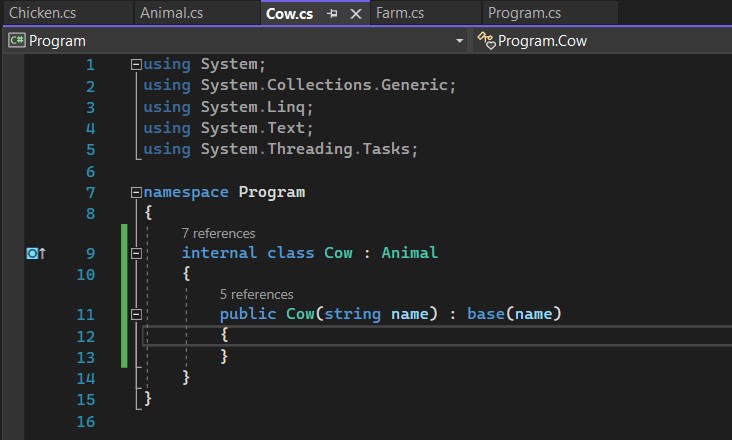 Chicken.cs Animal.cs Cow.cs Farm.cs Program.cs
C# Program Program.Cow
1 using System;
2 using System.Collections.Generic;
3 using System.Linq;
4 using System.Text;
5 using System.Threading.Tasks;
6
7 namespace Program
8 {
7 references
9 internal class Cow : Animal
10 {
5 references
11 public Cow(string name) : base(name)
12 {
13 }
14 }
15 }
16